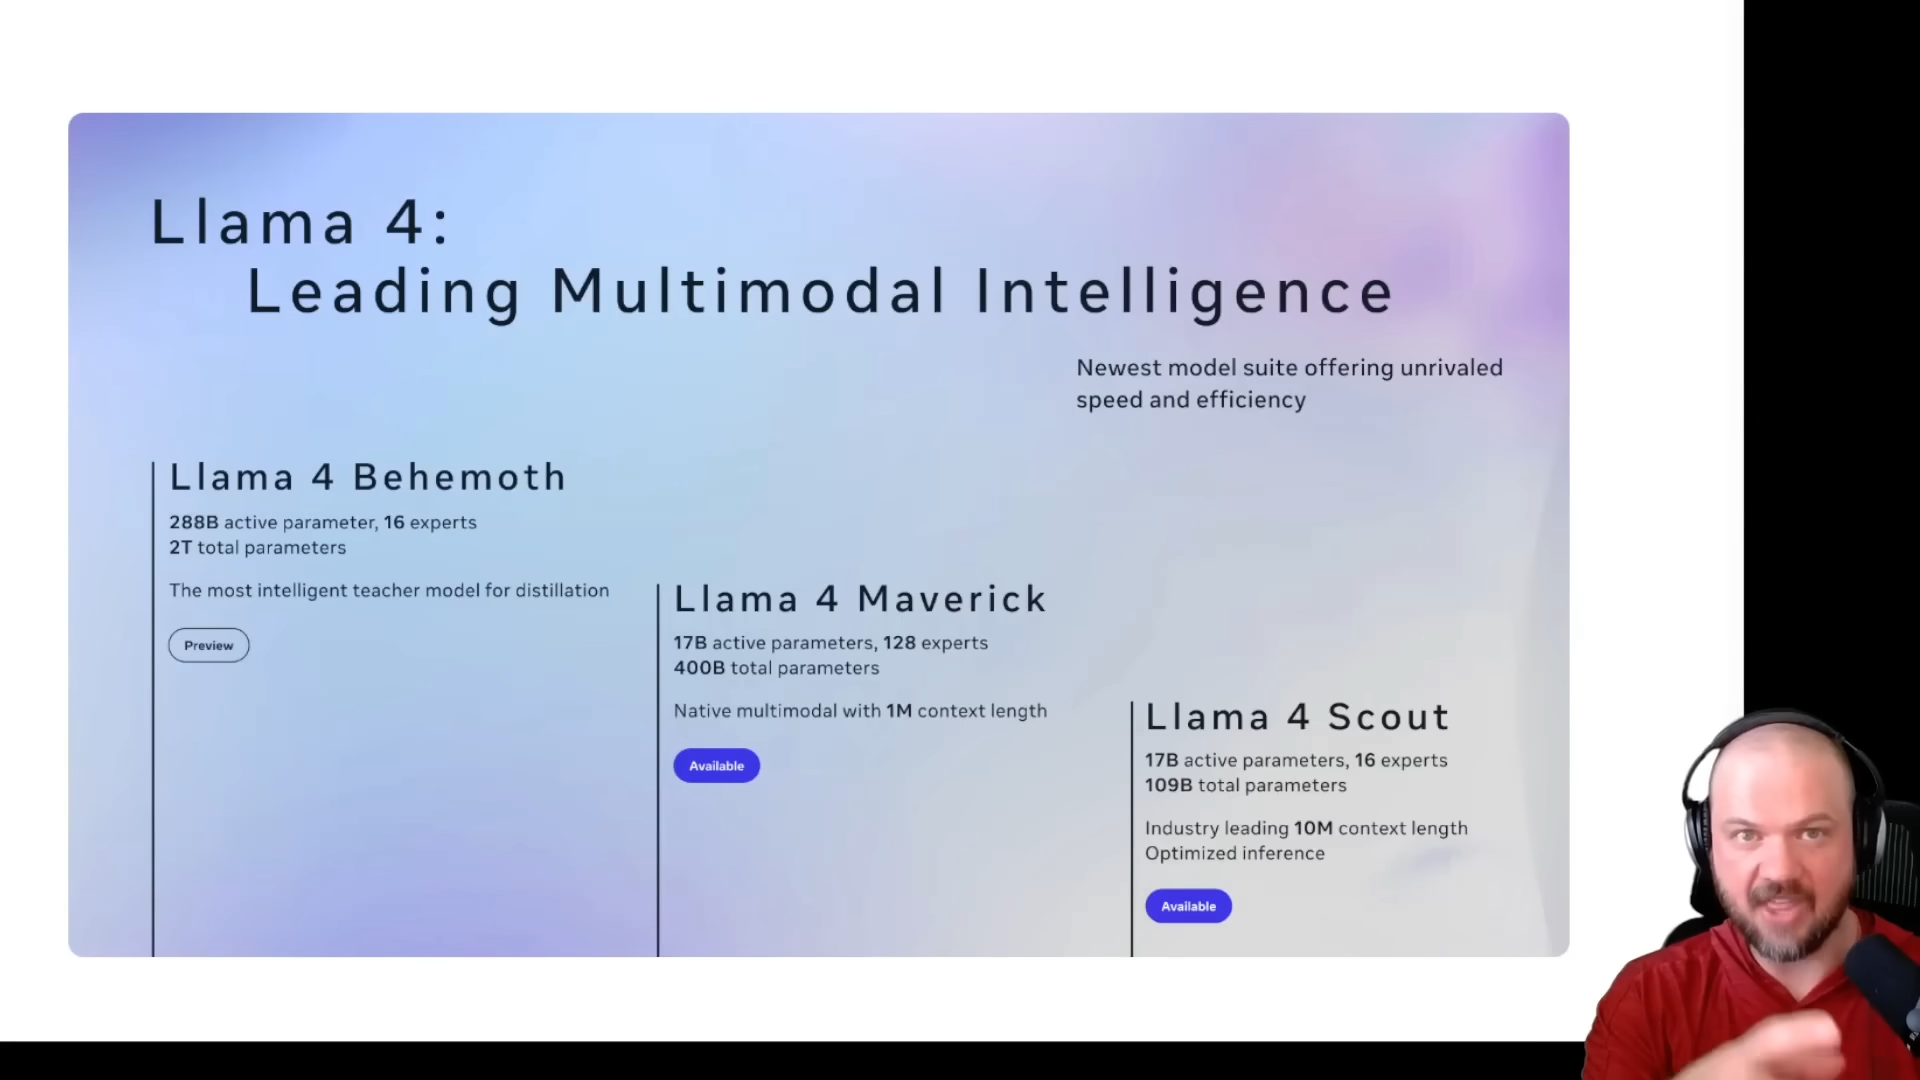 Llama 4:
Leading Multimodal Intelligence
Newest model suite offering unrivaled
speed and efficiency
Llama 4 Behemoth
288B active parameter, 16 experts
2T total parameters
The most intelligent teacher model for distillation
Preview
Llama 4 Maverick
17B active parameters, 128 experts
400B total parameters
Native multimodal with 1M context length
Available
Llama 4 Scout
17B active parameters, 16 experts
109B total parameters
Industry leading 10M context length
Optimized inference
Available